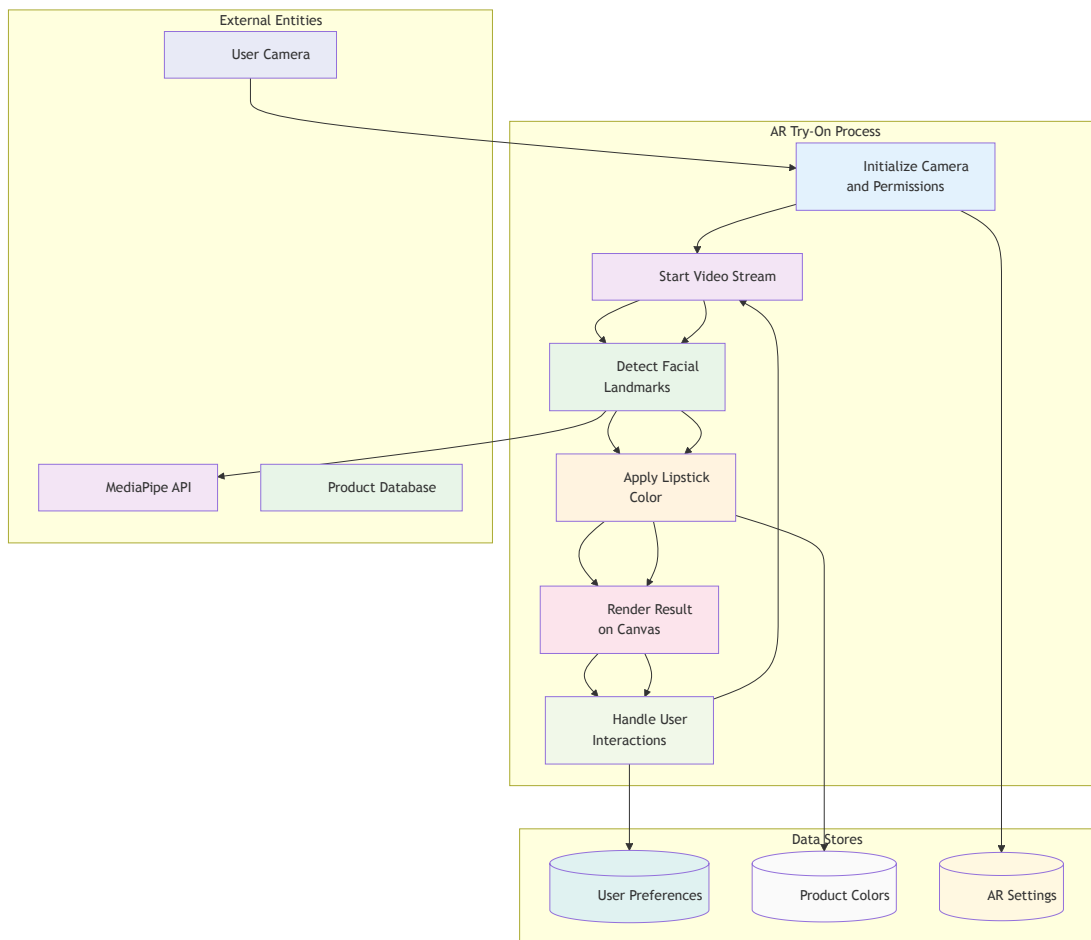 External Entities
User Camera
AR Try-On Process
Initialize Camera
and Permissions
Start Video Stream
Detect Facial
Landmarks
MediaPipe API
Product Database
Apply Lipstick
Color
Render Result
on Canvas
Handle User
Interactions
Data Stores
User Preferences
Product Colors
AR Settings